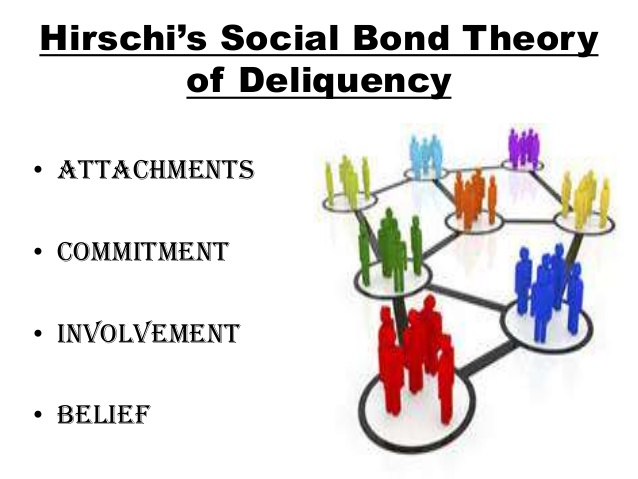 Hirschi's Social Bond Theory
of Deliquency
• ATTACHMENTS
• COMMITMENT
• INVOLVEMENT
• BELIEF